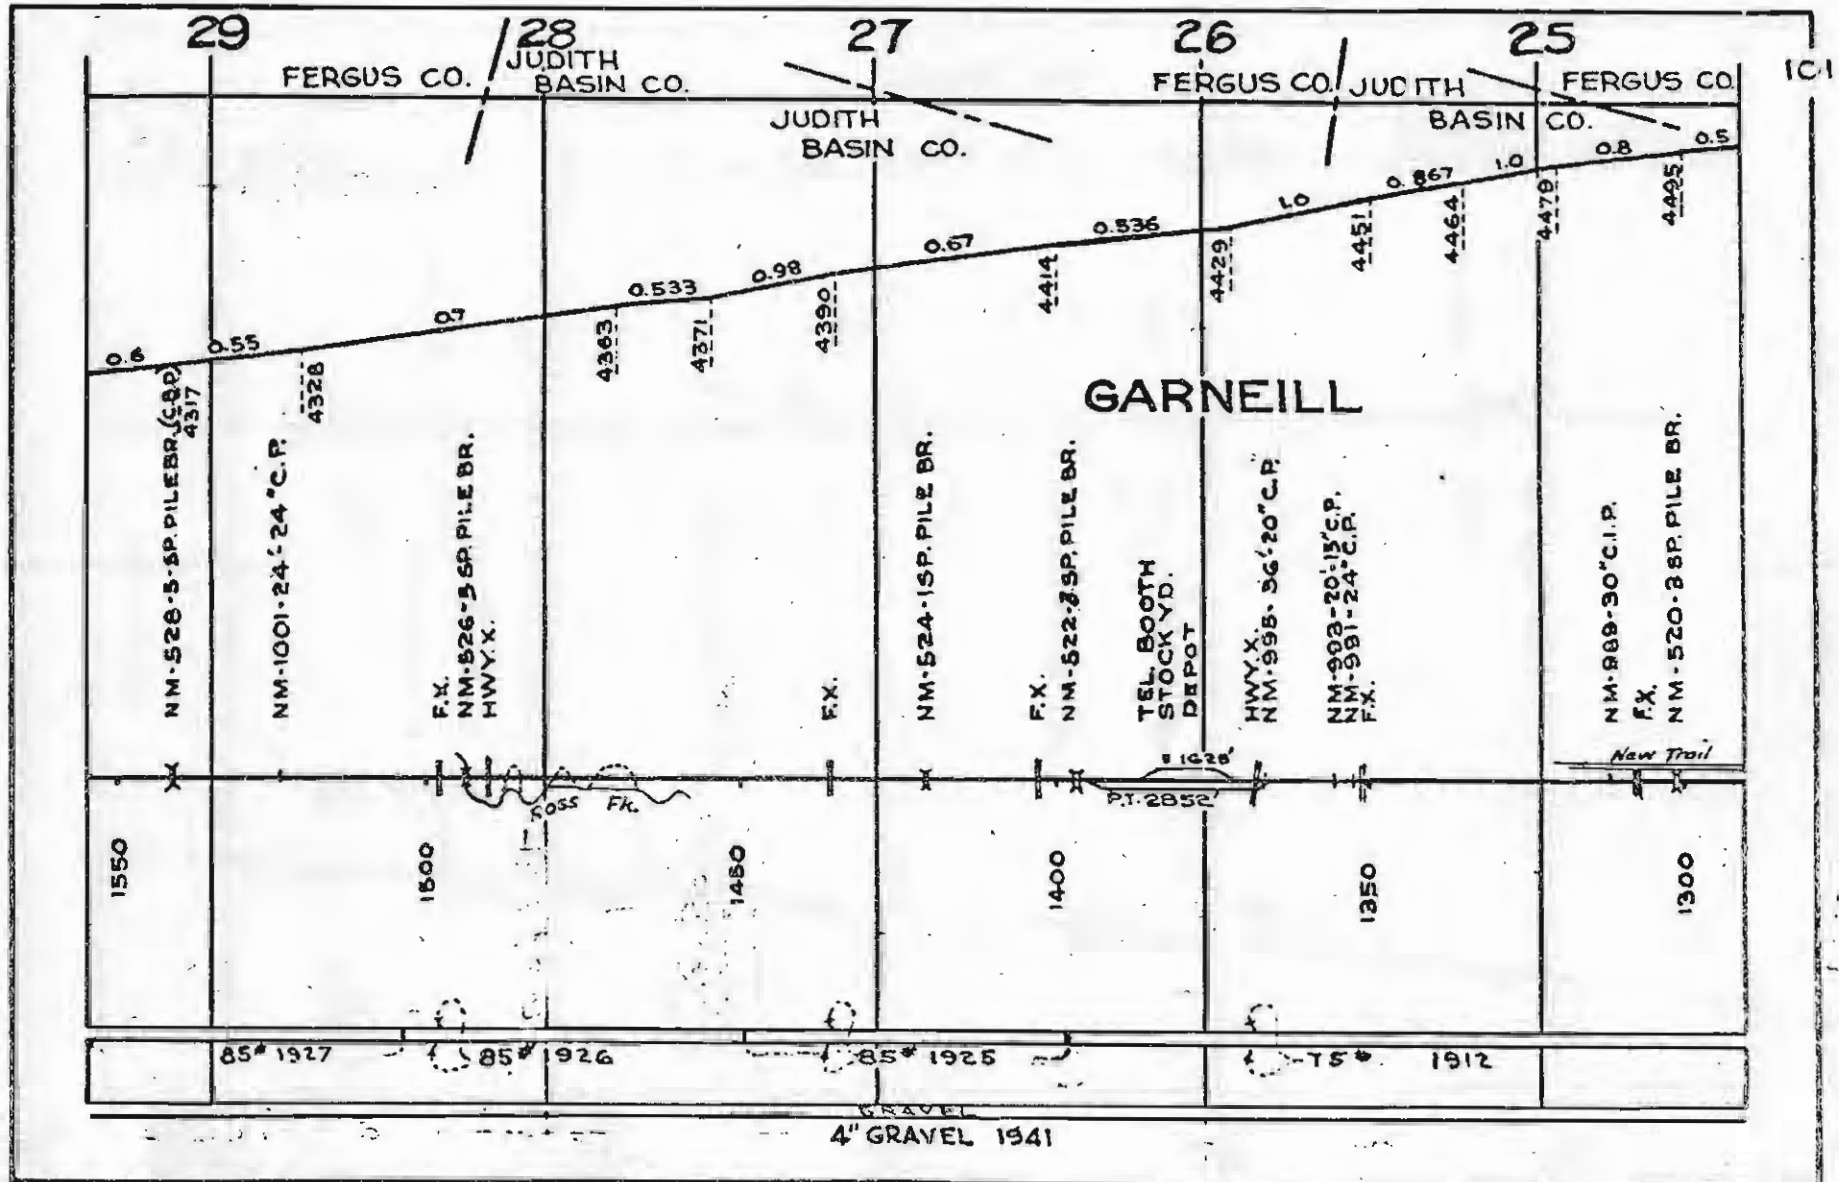 29 28 27 26 25
FERGUS CO. JUDITH BASIN CO. FERGUS CO. JUDITH BASIN CO. FERGUS CO.
JUDITH BASIN CO.
0.55 0.7 0.533 0.98 0.67 0.536 1.0 0.867 1.0 0.8 0.5
4317 4328 4363 4371 4390 4414 4429 4451 4464 4479 4495
GARNEILL
NM-528-5-SP. PILE BR.
NM-1001-24'-24"C.P.
F.X.
NM-526-3 SP. PILE BR.
HWY.X.
F.X.
NM-524-1SP. PILE BR.
F.X.
NM-522- SP. PILE BR.
TEL. BOOTH
STOCK YD.
DEPOT
HWY.X.
NM-995-36'-20"C.P.
NM-993-20'-15"C.P.
NM-991-24"C.P.
F.X.
NM-989-30"C.I.P.
F.X.
NM-520-3 SP. PILE BR.
New Trail
1628'
P.T. 2852'
ROSS FK.
1550 1500 1450 1400 1350 1300
85# 1927 85# 1926 85# 1925 75# 1912
GRAVEL
4" GRAVEL 1941